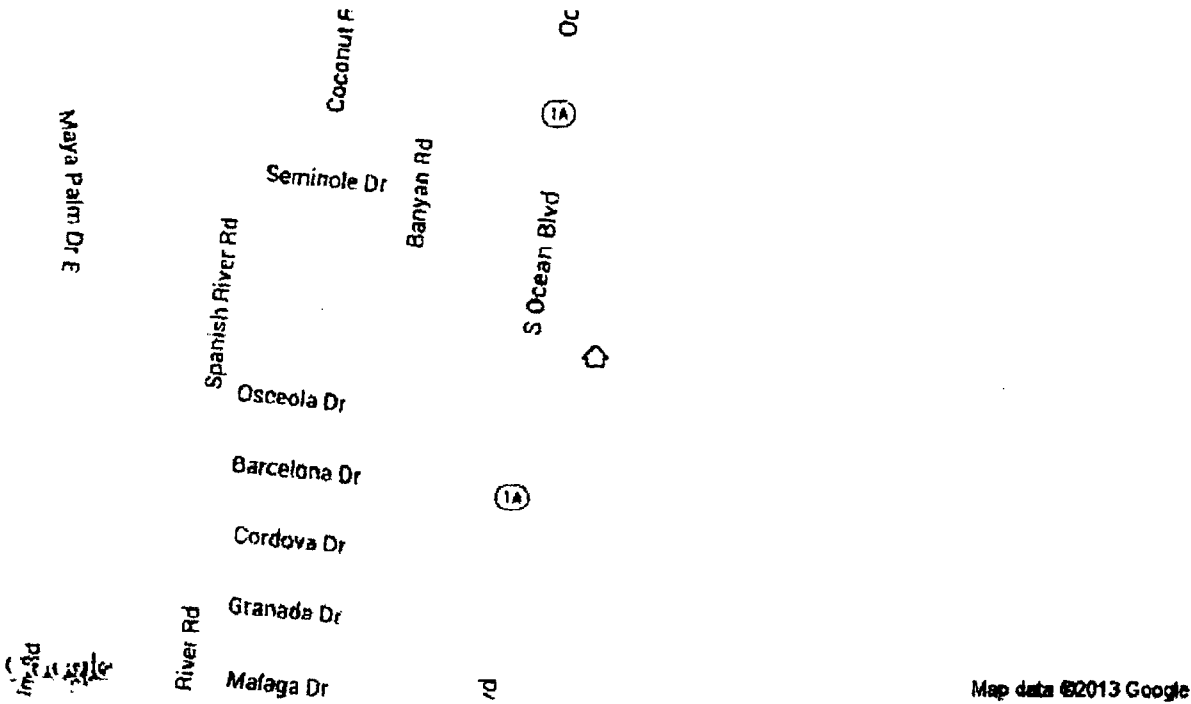 Coconut
Oc
1A
Maya Palm Dr E
Seminole Dr
Banyan Rd
Spanish River Rd
S Ocean Blvd
Osceola Dr
Barcelona Dr
1A
Cordova Dr
Granada Dr
River Rd
Malaga Dr
Map data ©2013 Google